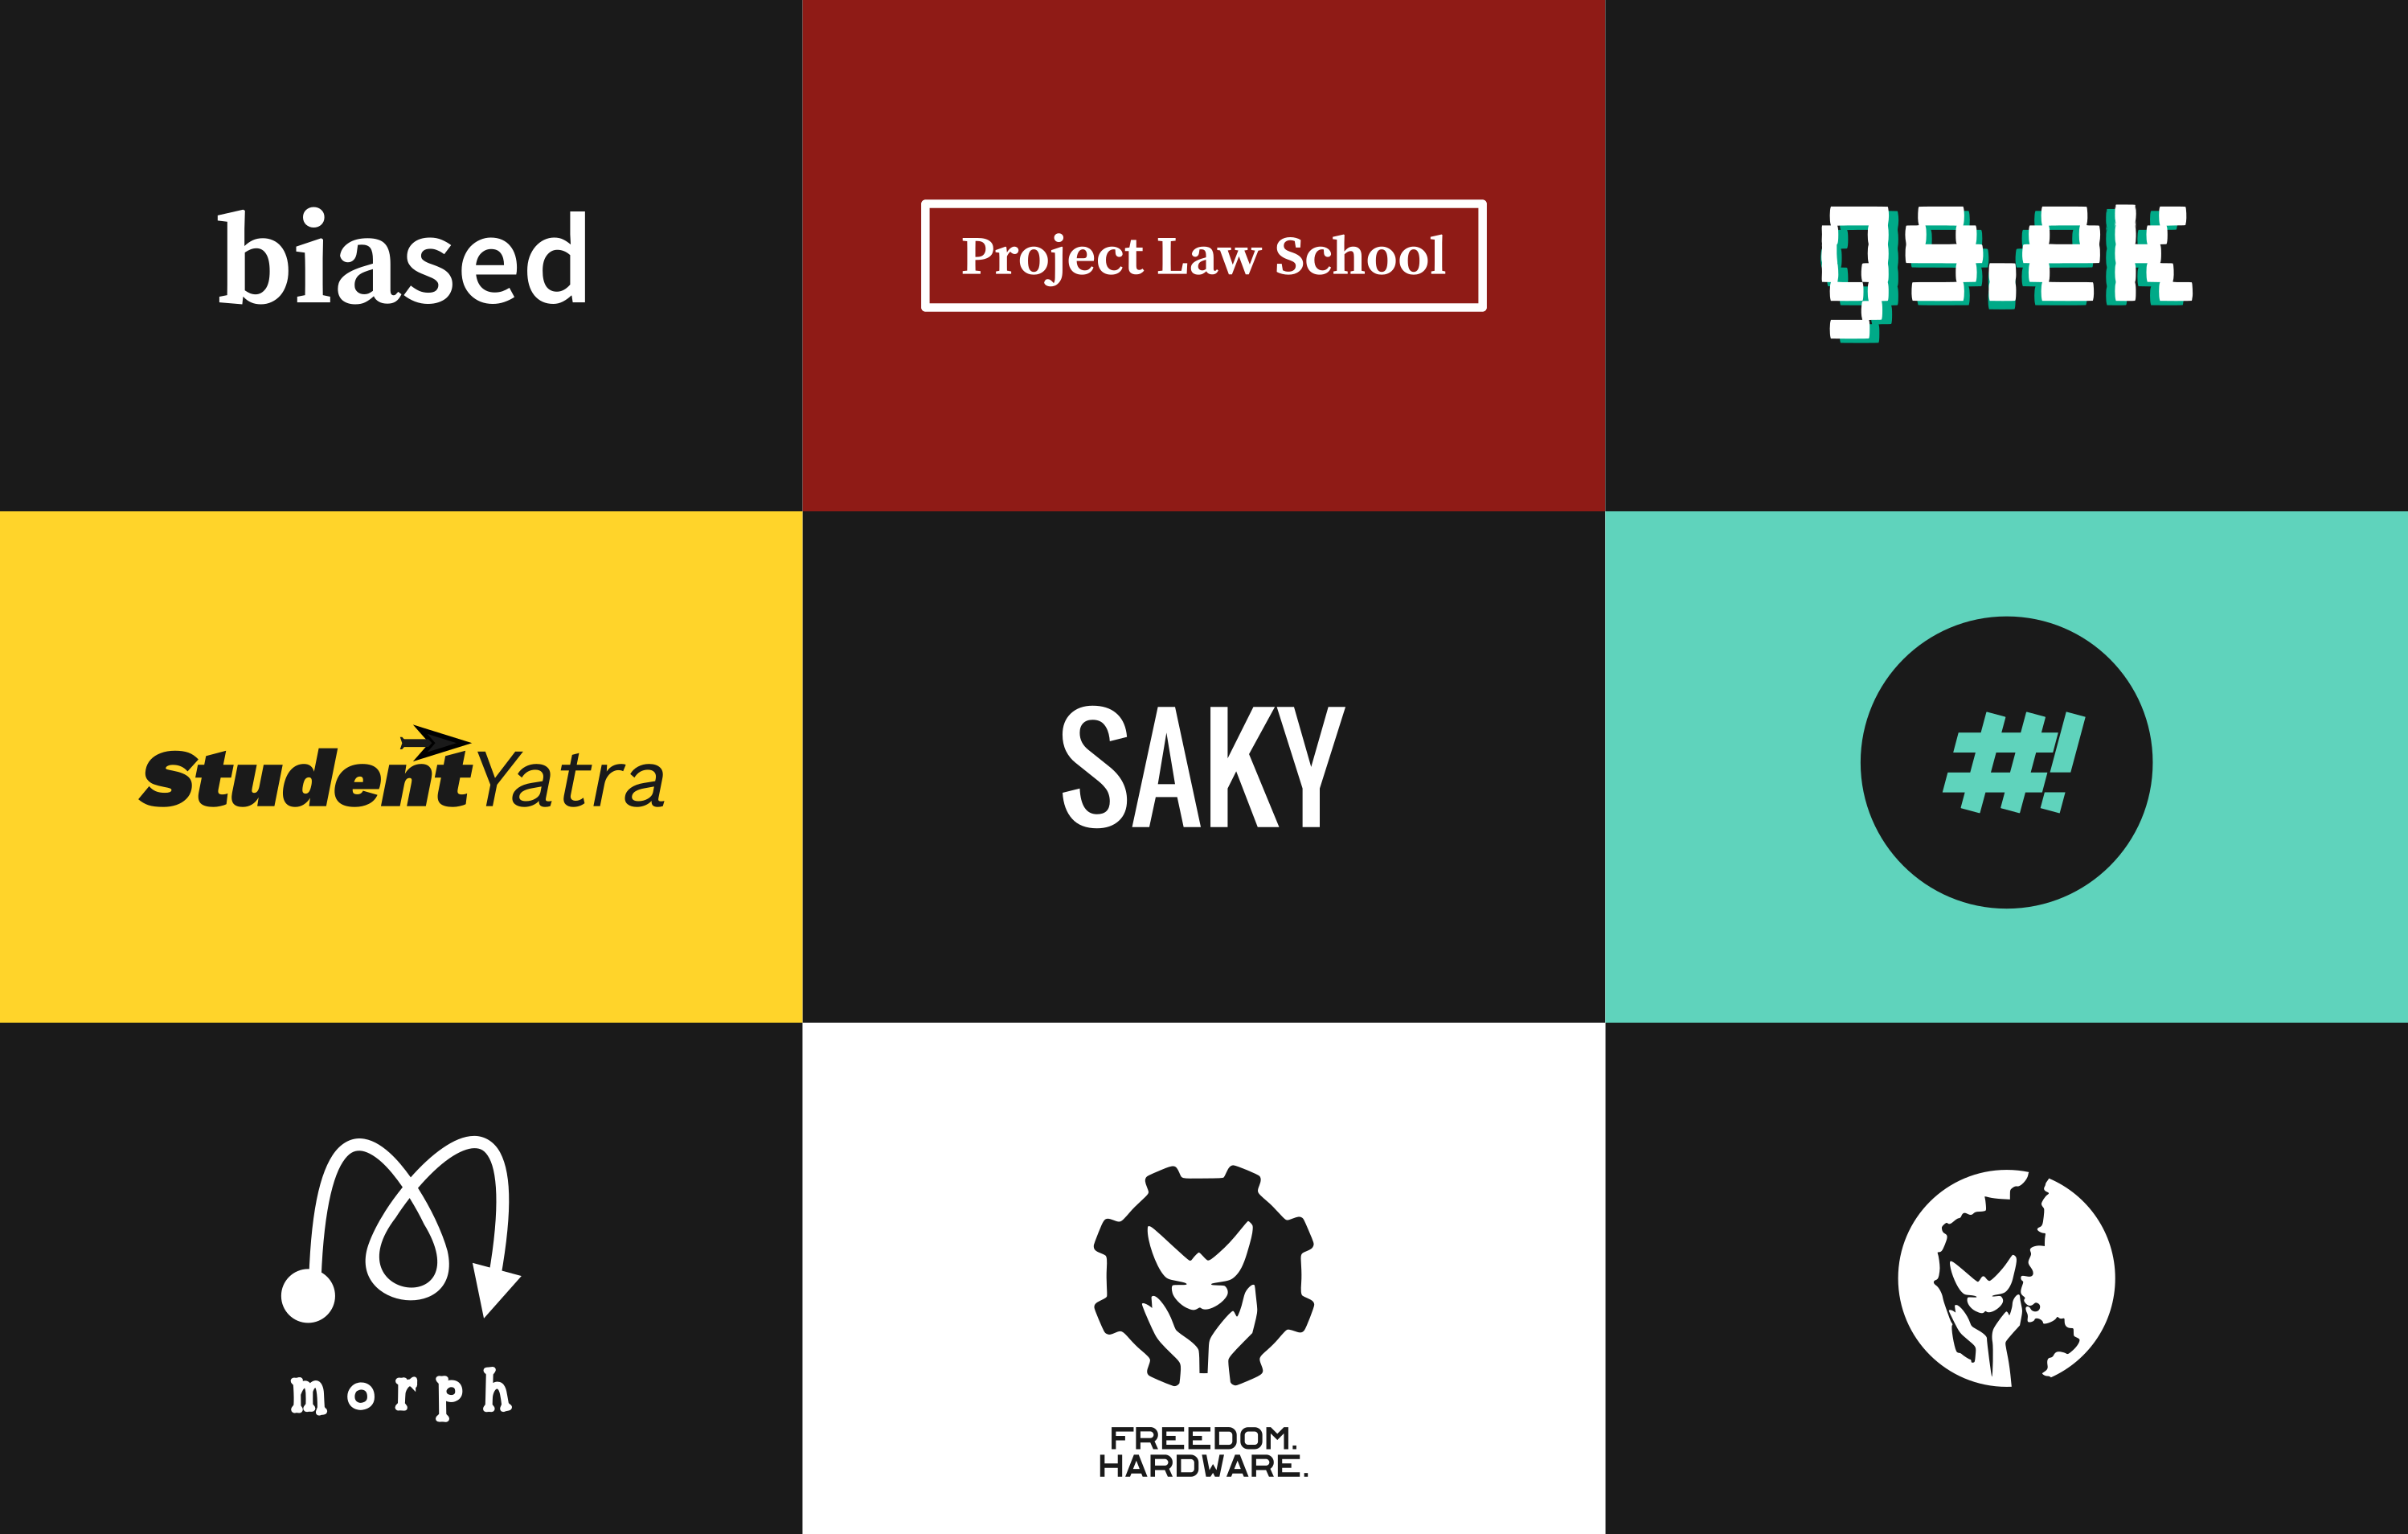 biased
Project Law School
g9.ek
StudentYatra
SAKY
#!
morph
FREEDOM.
HARDWARE.